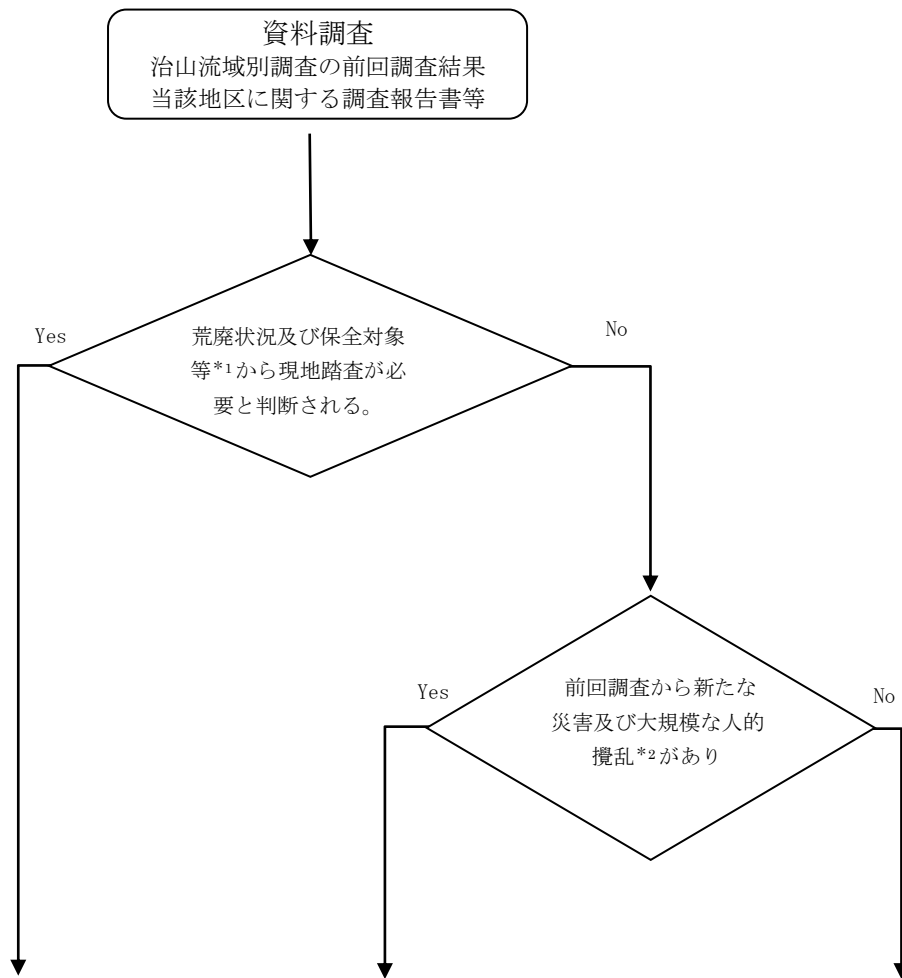 資料調査
治山流域別調査の前回調査結果
当該地区に関する調査報告書等
Yes
荒廃状況及び保全対象
等*1から現地踏査が必
要と判断される。
No
Yes
前回調査から新たな
災害及び大規模な人的
攪乱*2があり
No